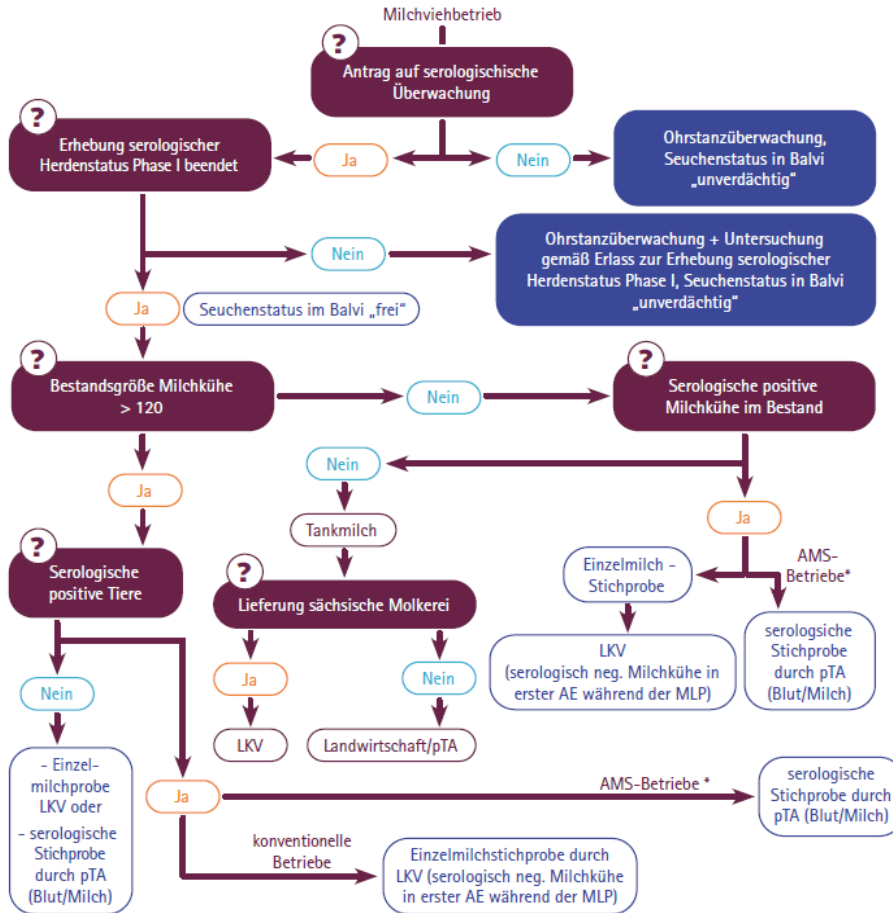 Milchviehbetrieb
?
Antrag auf serologischische
Überwachung
?
Erhebung serologischer
Herdenstatus Phase I beendet
Ja
Nein
Ohrstanzüberwachung,
Seuchenstatus in Balvi
„unverdächtig“
Nein
Ohrstanzüberwachung + Untersuchung
gemäß Erlass zur Erhebung serologischer
Herdenstatus Phase I, Seuchenstatus in Balvi
„unverdächtig“
Ja
Seuchenstatus im Balvi „frei“
?
Bestandsgröße Milchkühe
> 120
Nein
?
Serologische positive
Milchkühe im Bestand
Ja
Nein
Tankmilch
Ja
?
Serologische
positive Tiere
?
Lieferung sächsische Molkerei
Einzelmilch -
Stichprobe
AMS-
Betriebe*
LKV
(serologisch neg. Milchkühe in
erster AE während der MLP)
serologsiche
Stichprobe
durch pTA
(Blut/Milch)
Nein
Ja
Nein
LKV
Landwirtschaft/pTA
- Einzel-
milchprobe
LKV oder
- serologische
Stichprobe
durch pTA
(Blut/Milch)
Ja
AMS-Betriebe *
serologische
Stichprobe durch
pTA (Blut/Milch)
konventionelle
Betriebe
Einzelmilchstichprobe durch
LKV (serologisch neg. Milchkühe
in erster AE während der MLP)